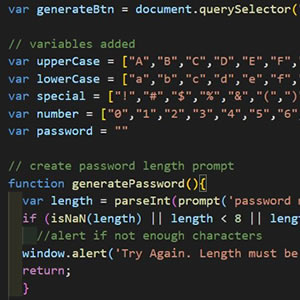 var generateBtn = document.querySelector(
// variables added
var upperCase = ["A","B","C","D","E","F",
var lowerCase = ["a","b","c","d","e","f",
var special = ["!","#","$","%","&","(",")"
var number = ["0","1","2","3","4","5","6"
var password = ""
// create password length prompt
function generatePassword(){
var length = parseInt(prompt('password
if (isNaN(length) || length < 8 || leng
//alert if not enough characters
window.alert('Try Again. Length must be
return;
}